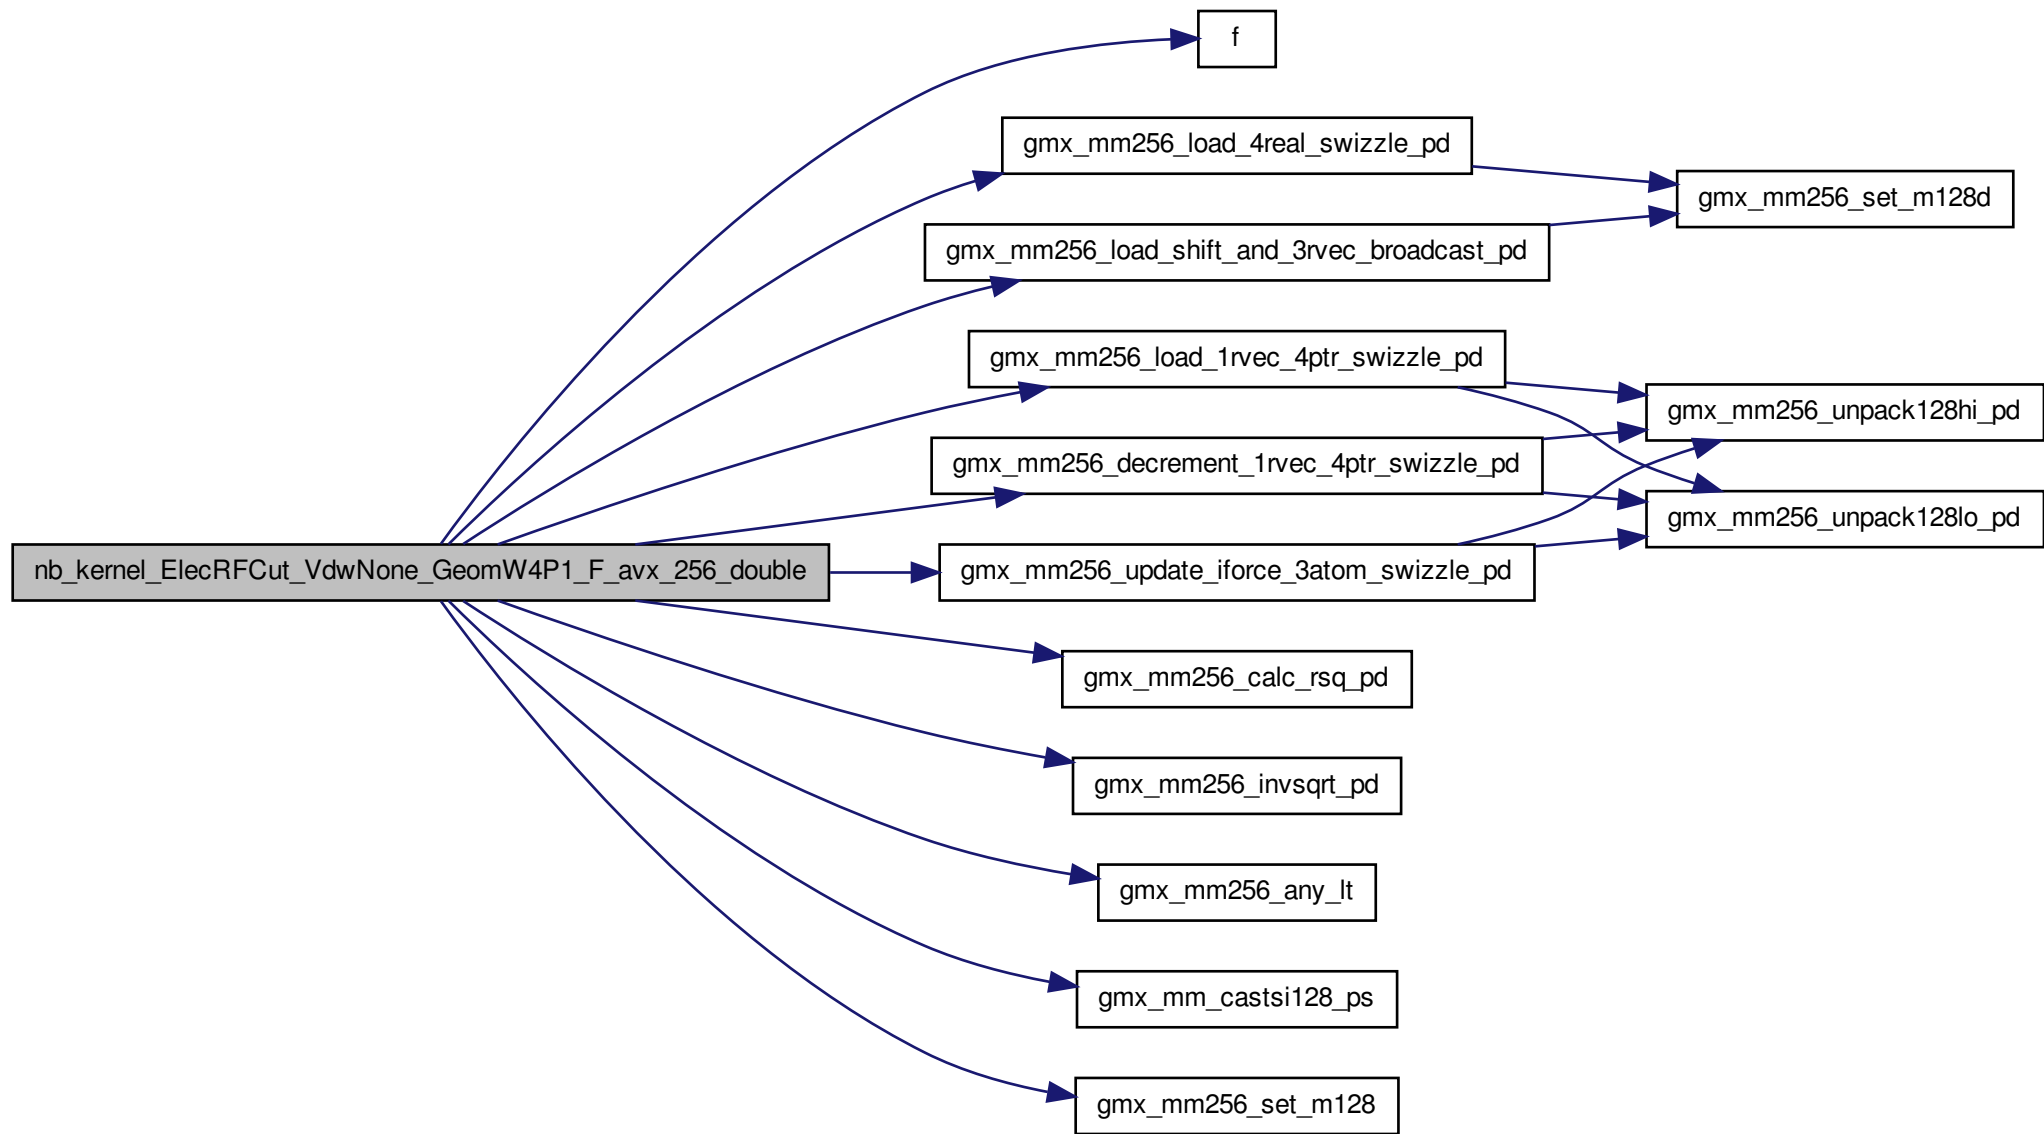 f
gmx_mm256_load_4real_swizzle_pd
gmx_mm256_set_m128d
gmx_mm256_load_shift_and_3rvec_broadcast_pd
gmx_mm256_load_1rvec_4ptr_swizzle_pd
gmx_mm256_unpack128hi_pd
gmx_mm256_decrement_1rvec_4ptr_swizzle_pd
gmx_mm256_unpack128lo_pd
nb_kernel_ElecRFCut_VdwNone_GeomW4P1_F_avx_256_double
gmx_mm256_update_iforce_3atom_swizzle_pd
gmx_mm256_calc_rsq_pd
gmx_mm256_invsqrt_pd
gmx_mm256_any_lt
gmx_mm_castsi128_ps
gmx_mm256_set_m128